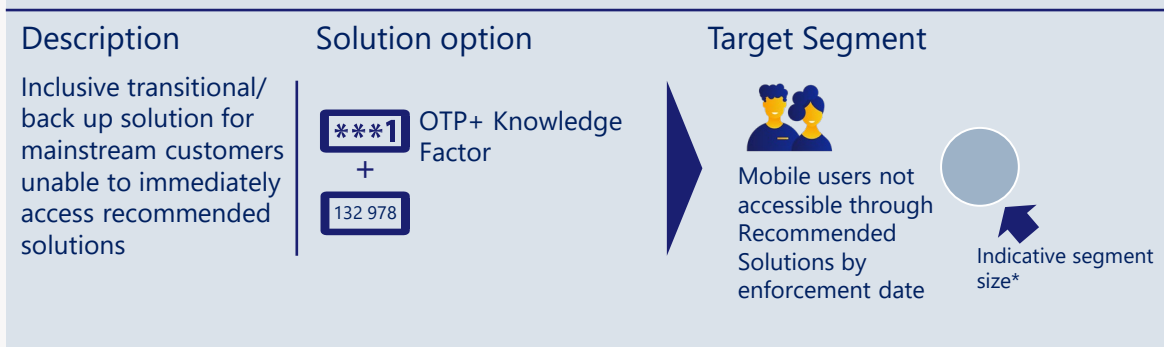 Description
Inclusive transitional/
back up solution for
mainstream customers
unable to immediately
access recommended
solutions
Solution option
***1
+
132 978
OTP+ Knowledge
Factor
Target Segment
Mobile users not
accessible through
Recommended
Solutions by
enforcement date
Indicative segment
size*